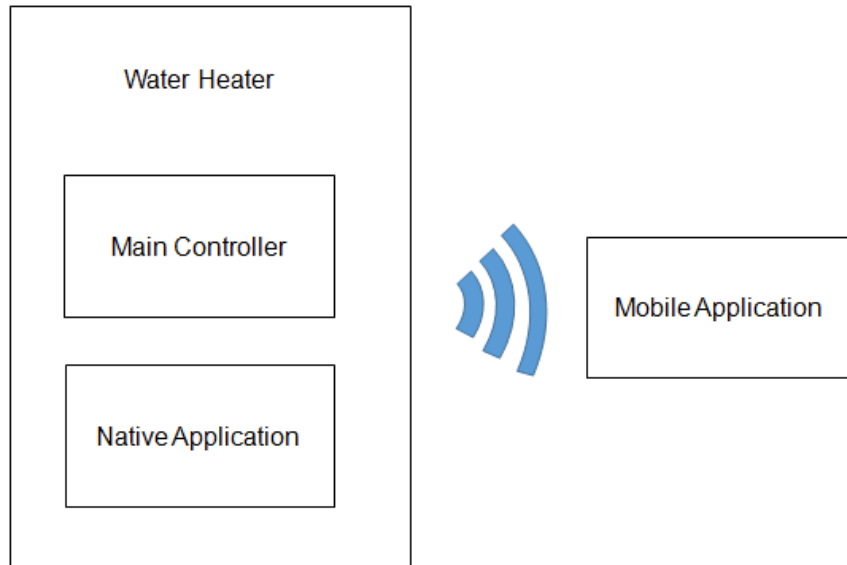 Water Heater
Main Controller
Native Application
Mobile Application